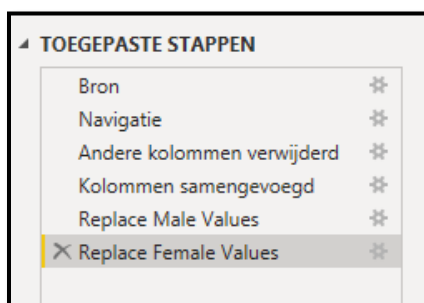 TOEGEPASTE STAPPEN
Bron
Navigatie
Andere kolommen verwijderd
Kolommen samengevoegd
Replace Male Values
Replace Female Values